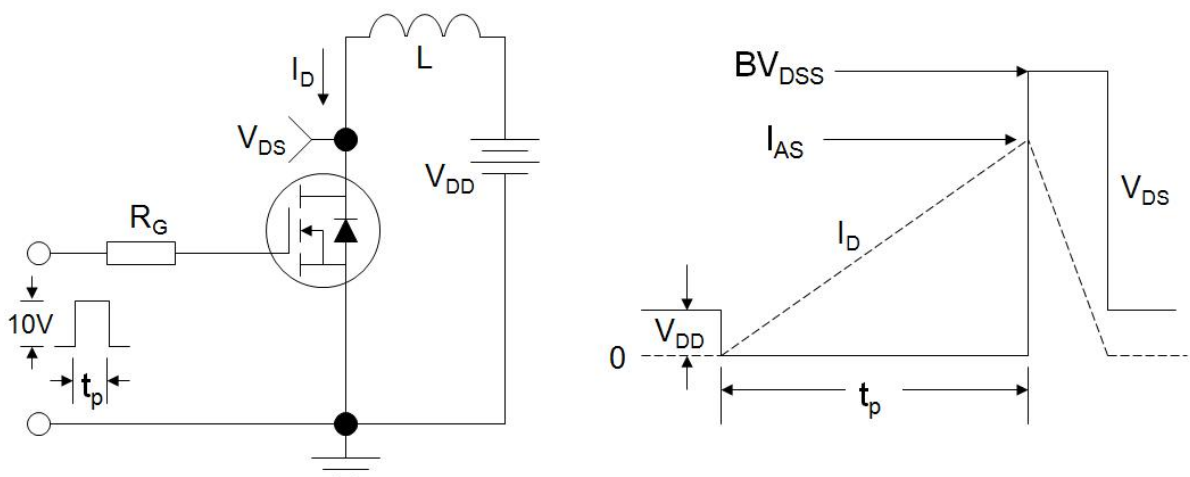 L
I_D
V_DS
V_DD
R_G
10V
t_p
BV_DSS
I_AS
V_DS
I_D
V_DD
0
t_p